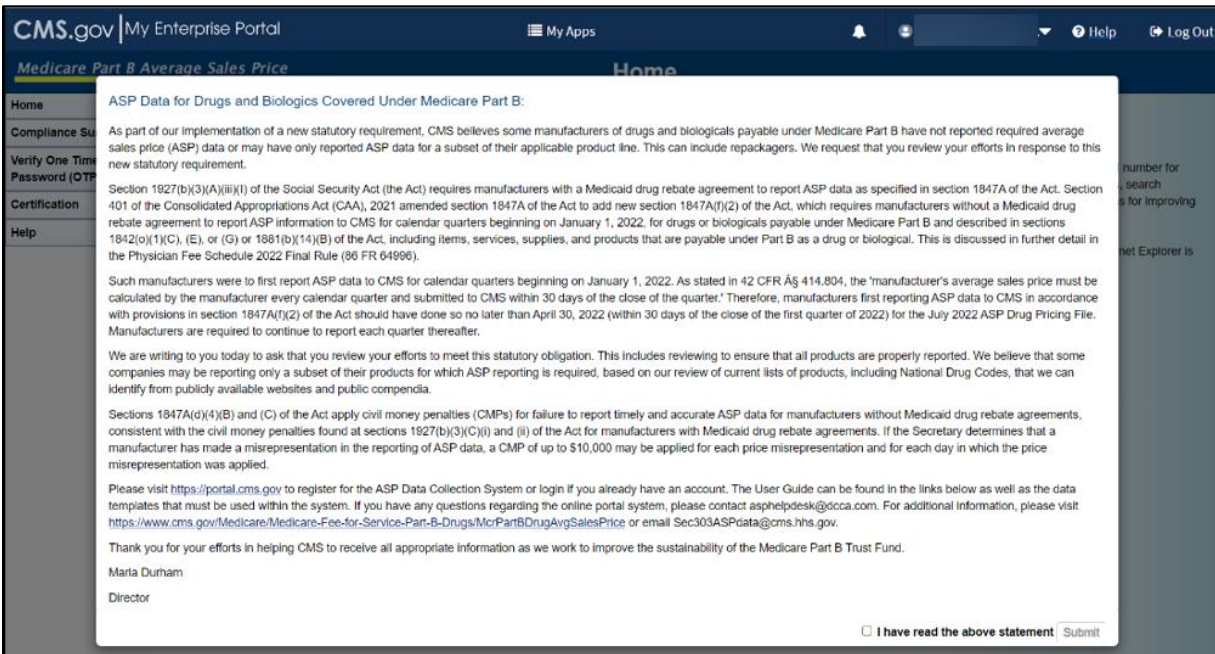 CMS.gov My Enterprise Portal
My Apps
Help
Log Out
Medicare Part B Average Sales Price
Home
Home
Compliance Su
Verify One Time
Password (OTP
Certification
Help
number for
, search
s for improving
net Explorer is
ASP Data for Drugs and Biologics Covered Under Medicare Part B:
As part of our implementation of a new statutory requirement, CMS believes some manufacturers of drugs and biologicals payable under Medicare Part B have not reported required average
sales price (ASP) data or may have only reported ASP data for a subset of their applicable product line. This can include repackagers. We request that you review your efforts in response to this
new statutory requirement.
Section 1927(b)(3)(A)(iii)(I) of the Social Security Act (the Act) requires manufacturers with a Medicaid drug rebate agreement to report ASP data as specified in section 1847A of the Act. Section
401 of the Consolidated Appropriations Act (CAA), 2021 amended section 1847A of the Act to add new section 1847A(f)(2) of the Act, which requires manufacturers without a Medicaid drug
rebate agreement to report ASP information to CMS for calendar quarters beginning on January 1, 2022, for drugs or biologicals payable under Medicare Part B and described in sections
1842(o)(1)(C), (E), or (G) or 1881(b)(14)(B) of the Act, including items, services, supplies, and products that are payable under Part B as a drug or biological. This is discussed in further detail in
the Physician Fee Schedule 2022 Final Rule (86 FR 64996).
Such manufacturers were to first report ASP data to CMS for calendar quarters beginning on January 1, 2022. As stated in 42 CFR Â§ 414.804, the 'manufacturer's average sales price must be
calculated by the manufacturer every calendar quarter and submitted to CMS within 30 days of the close of the quarter.' Therefore, manufacturers first reporting ASP data to CMS in accordance
with provisions in section 1847A(f)(2) of the Act should have done so no later than April 30, 2022 (within 30 days of the close of the first quarter of 2022) for the July 2022 ASP Drug Pricing File.
Manufacturers are required to continue to report each quarter thereafter.
We are writing to you today to ask that you review your efforts to meet this statutory obligation. This includes reviewing to ensure that all products are properly reported. We believe that some
companies may be reporting only a subset of their products for which ASP reporting is required, based on our review of current lists of products, including National Drug Codes, that we can
identify from publicly available websites and public compendia.
Sections 1847A(d)(4)(B) and (C) of the Act apply civil money penalties (CMPs) for failure to report timely and accurate ASP data for manufacturers without Medicaid drug rebate agreements,
consistent with the civil money penalties found at sections 1927(b)(3)(C)(i) and (ii) of the Act for manufacturers with Medicaid drug rebate agreements. If the Secretary determines that a
manufacturer has made a misrepresentation in the reporting of ASP data, a CMP of up to $10,000 may be applied for each price misrepresentation and for each day in which the price
misrepresentation was applied.
Please visit https://portal.cms.gov to register for the ASP Data Collection System or login if you already have an account. The User Guide can be found in the links below as well as the data
templates that must be used within the system. If you have any questions regarding the online portal system, please contact asphelpdesk@dcca.com. For additional information, please visit
https://www.cms.gov/Medicare/Medicare-Fee-for-Service-Part-B-Drugs/McrPartBDrugAvgSalesPrice or email Sec303ASPdata@cms.hhs.gov.
Thank you for your efforts in helping CMS to receive all appropriate information as we work to improve the sustainability of the Medicare Part B Trust Fund.
Marla Durham
Director
I have read the above statement Submit